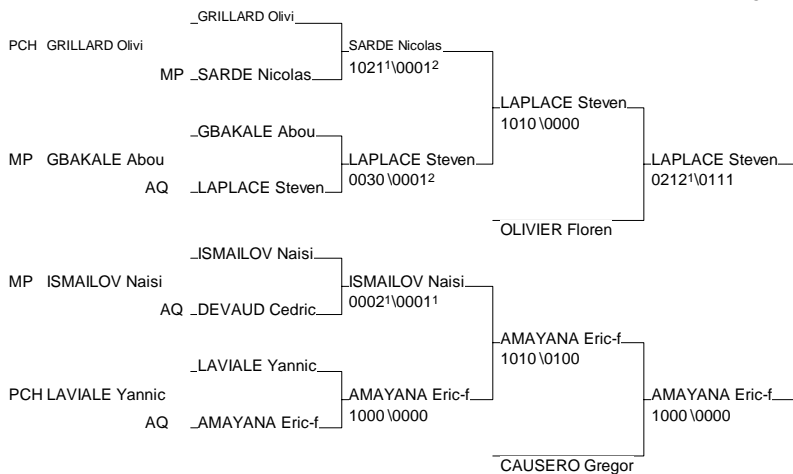 GRILLARD Olivi
PCH GRILLARD Olivi
SARDE Nicolas
1021¹\0001²
MP SARDE Nicolas
LAPLACE Steven
1010\0000
GBAKALE Abou
MP GBAKALE Abou
LAPLACE Steven
0030\0001²
LAPLACE Steven
0212¹\0111
AQ LAPLACE Steven
OLIVIER Floren
ISMAILOV Naisi
MP ISMAILOV Naisi
ISMAILOV Naisi
0002¹\0001¹
AQ DEVAUD Cedric
AMAYANA Eric-f
1010\0100
LAVIALE Yannic
PCH LAVIALE Yannic
AMAYANA Eric-f
1000\0000
AMAYANA Eric-f
1000\0000
AQ AMAYANA Eric-f
CAUSERO Gregor